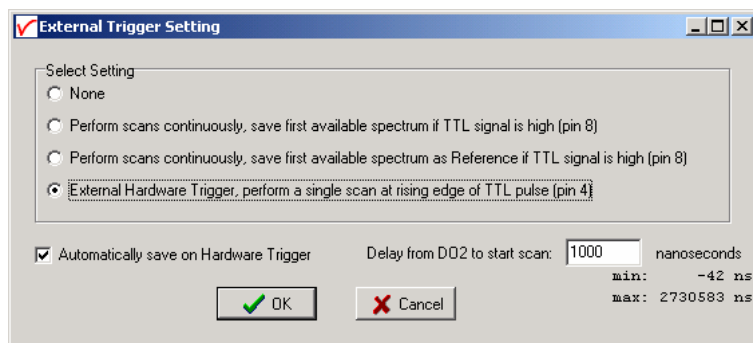 External Trigger Setting
Select Setting
None
Perform scans continuously, save first available spectrum if TTL signal is high (pin 8)
Perform scans continuously, save first available spectrum as Reference if TTL signal is high (pin 8)
External Hardware Trigger, perform a single scan at rising edge of TTL pulse (pin 4)
Automatically save on Hardware Trigger
Delay from DO2 to start scan: 1000 nanoseconds
min: -42 ns
max: 2730583 ns
OK Cancel